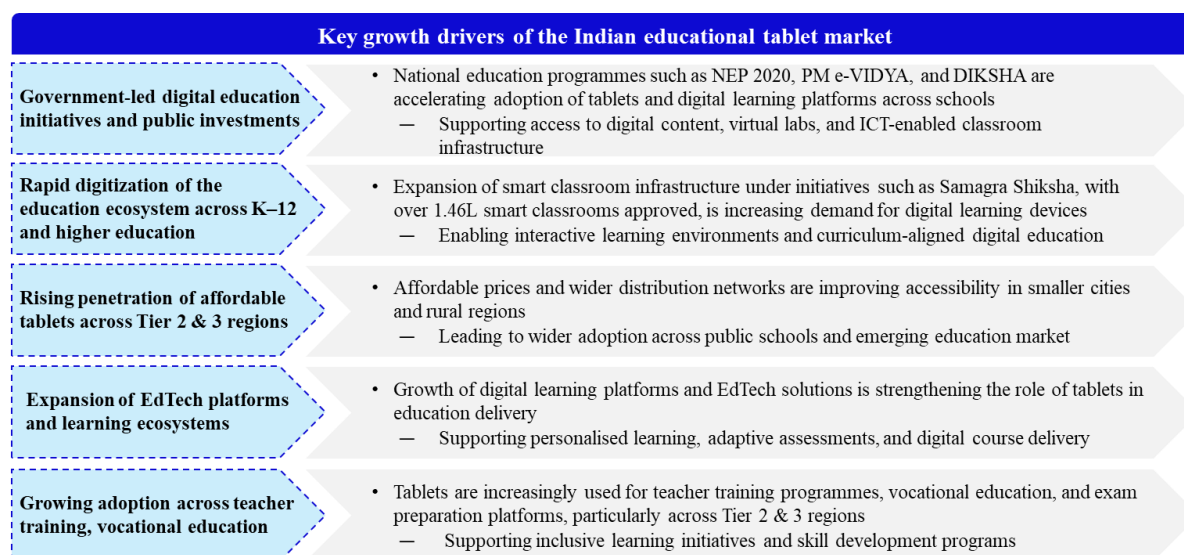 Key growth drivers of the Indian educational tablet market
Government-led digital education
initiatives and public investments
• National education programmes such as NEP 2020, PM e-VIDYA, and DIKSHA are
accelerating adoption of tablets and digital learning platforms across schools
— Supporting access to digital content, virtual labs, and ICT-enabled classroom
infrastructure
Rapid digitization of the
education ecosystem across K–12
and higher education
• Expansion of smart classroom infrastructure under initiatives such as Samagra Shiksha, with
over 1.46L smart classrooms approved, is increasing demand for digital learning devices
— Enabling interactive learning environments and curriculum-aligned digital education
Rising penetration of affordable
tablets across Tier 2 & 3 regions
• Affordable prices and wider distribution networks are improving accessibility in smaller cities
and rural regions
— Leading to wider adoption across public schools and emerging education market
Expansion of EdTech platforms
and learning ecosystems
• Growth of digital learning platforms and EdTech solutions is strengthening the role of tablets in
education delivery
— Supporting personalised learning, adaptive assessments, and digital course delivery
Growing adoption across teacher
training, vocational education
• Tablets are increasingly used for teacher training programmes, vocational education, and exam
preparation platforms, particularly across Tier 2 & 3 regions
— Supporting inclusive learning initiatives and skill development programs